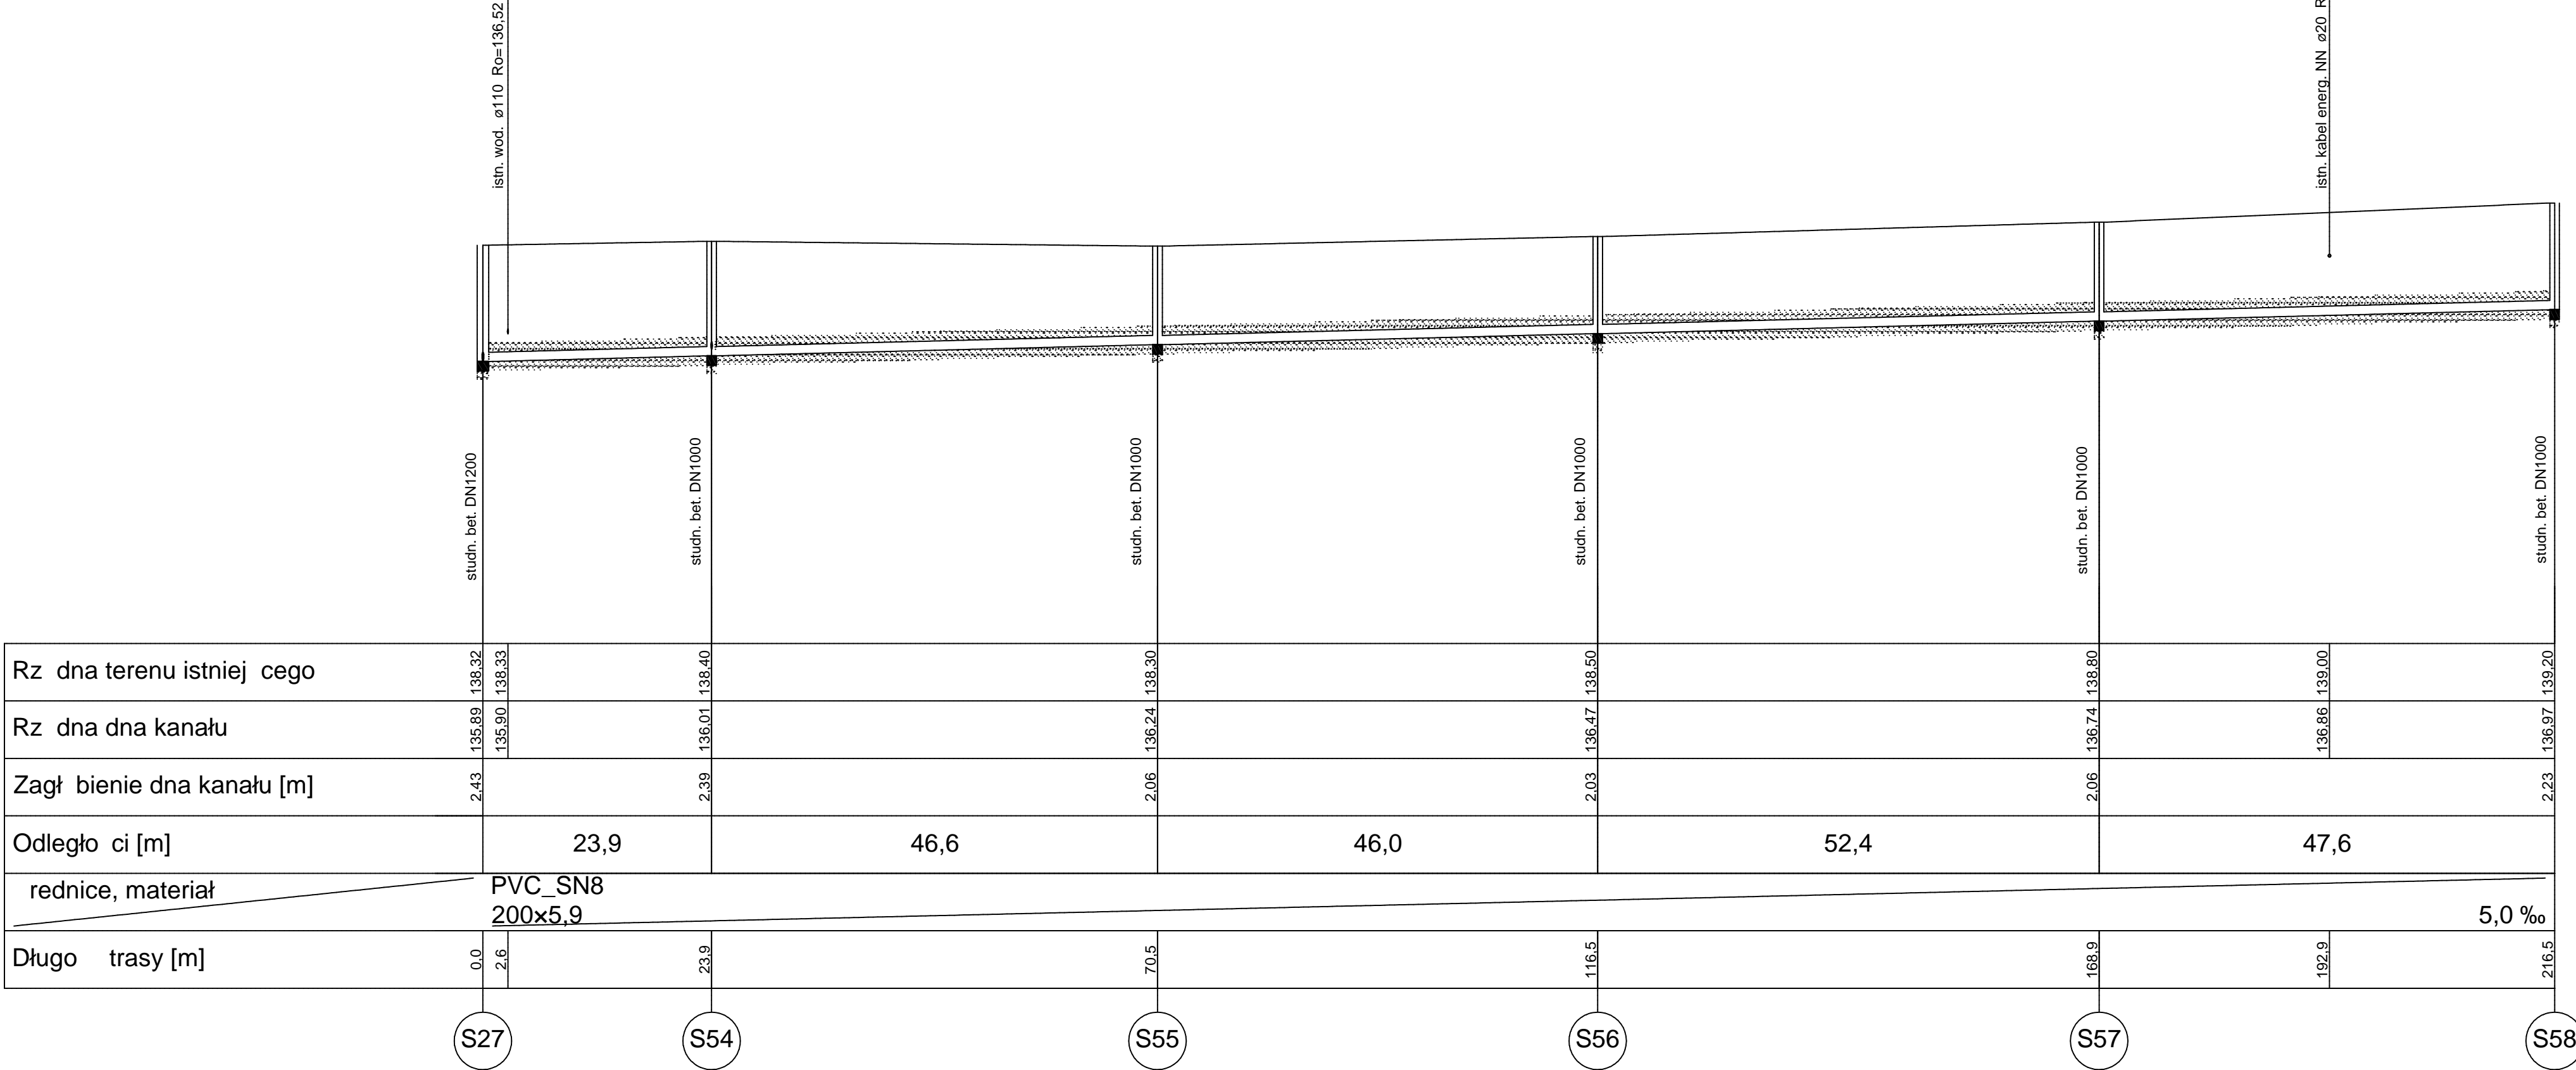 istn. wod. ø110 Ro=136,52
istn. kabel energ. NN ø20 R
studn. bet. DN1200
studn. bet. DN1000
studn. bet. DN1000
studn. bet. DN1000
studn. bet. DN1000
studn. bet. DN1000
Rz dna terenu istniej cego 138,32 138,33 138,40 138,30 138,50 138,80 139,00 139,20
Rz dna dna kanału 135,89 135,90 136,01 136,24 136,47 136,74 136,86 136,97
Zagł bienie dna kanału [m] 2,43 2,39 2,06 2,03 2,06 2,23
Odległo ci [m] 23,9 46,6 46,0 52,4 47,6
rednice, materiał PVC_SN8
200×5,9 5,0 ‰
Długo trasy [m] 0,0 2,6 23,9 70,5 116,5 168,9 192,9 216,5
S27 S54 S55 S56 S57 S58